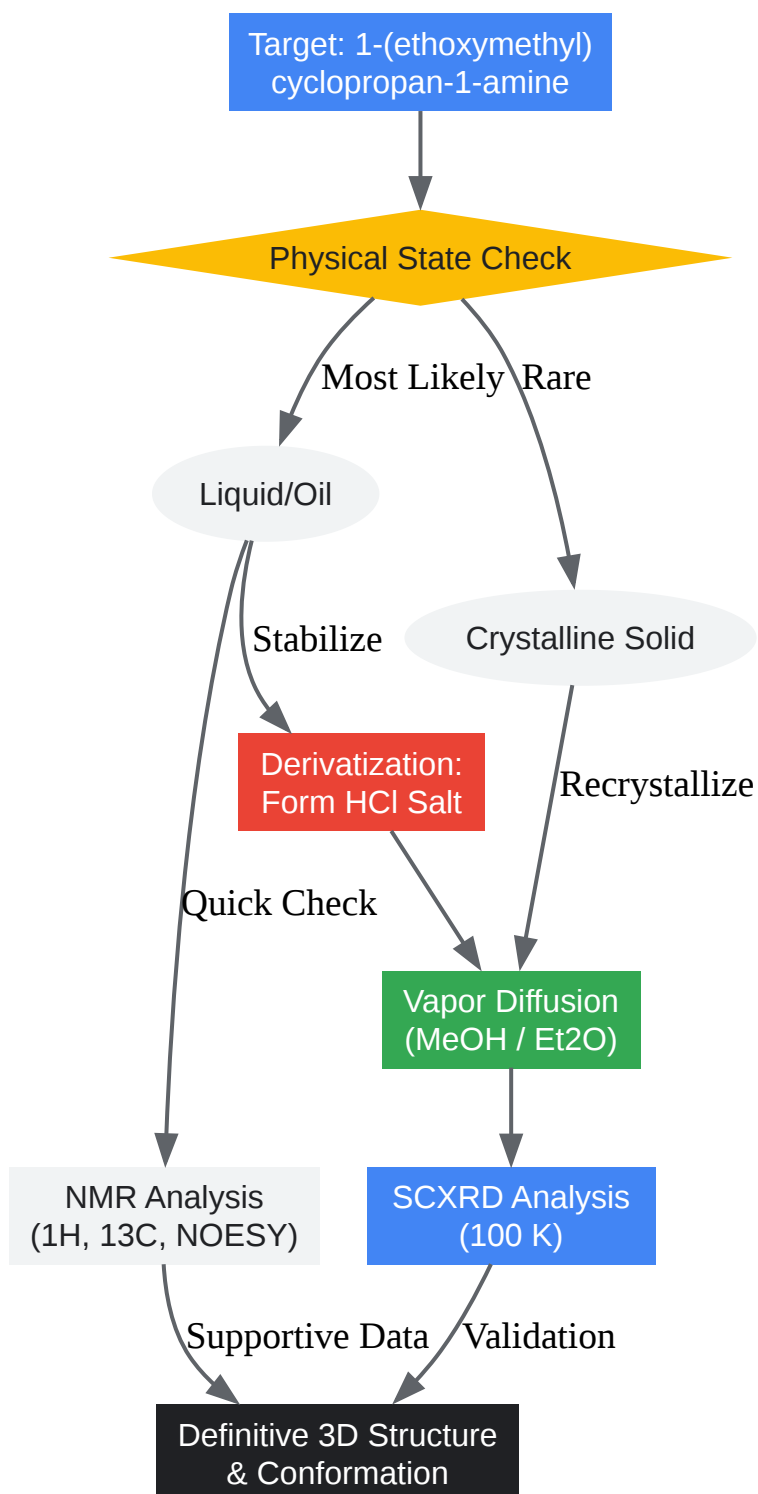 Target: 1-(ethoxymethyl)
cyclopropan-1-amine
Physical State Check
Most Likely
Rare
Liquid/Oil
Stabilize
Crystalline Solid
Derivatization:
Form HCl Salt
Recrystallize
Quick Check
Vapor Diffusion
(MeOH / Et2O)
NMR Analysis
(1H, 13C, NOESY)
SCXRD Analysis
(100 K)
Supportive Data
Validation
Definitive 3D Structure
& Conformation